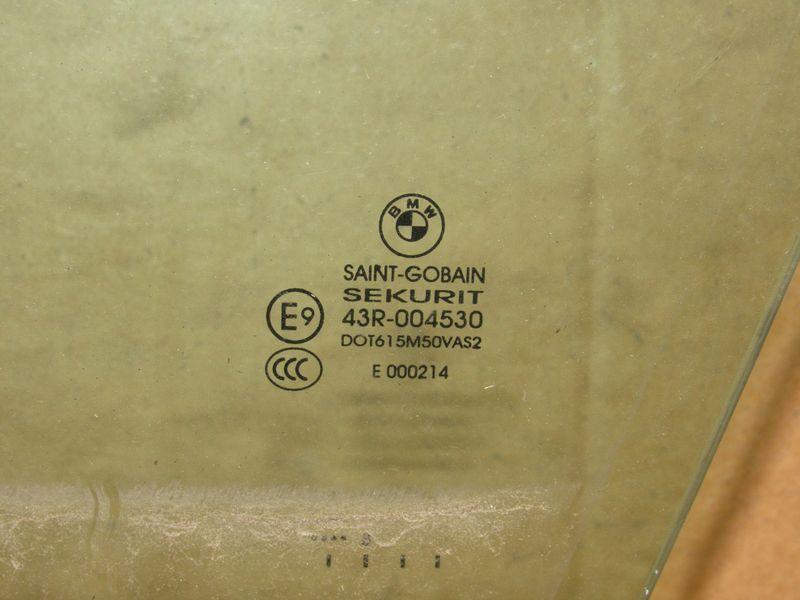 BMW
SAINT-GOBAIN
SEKURIT
E9
43R-004530
DOT615M50VAS2
CCC
E 000214